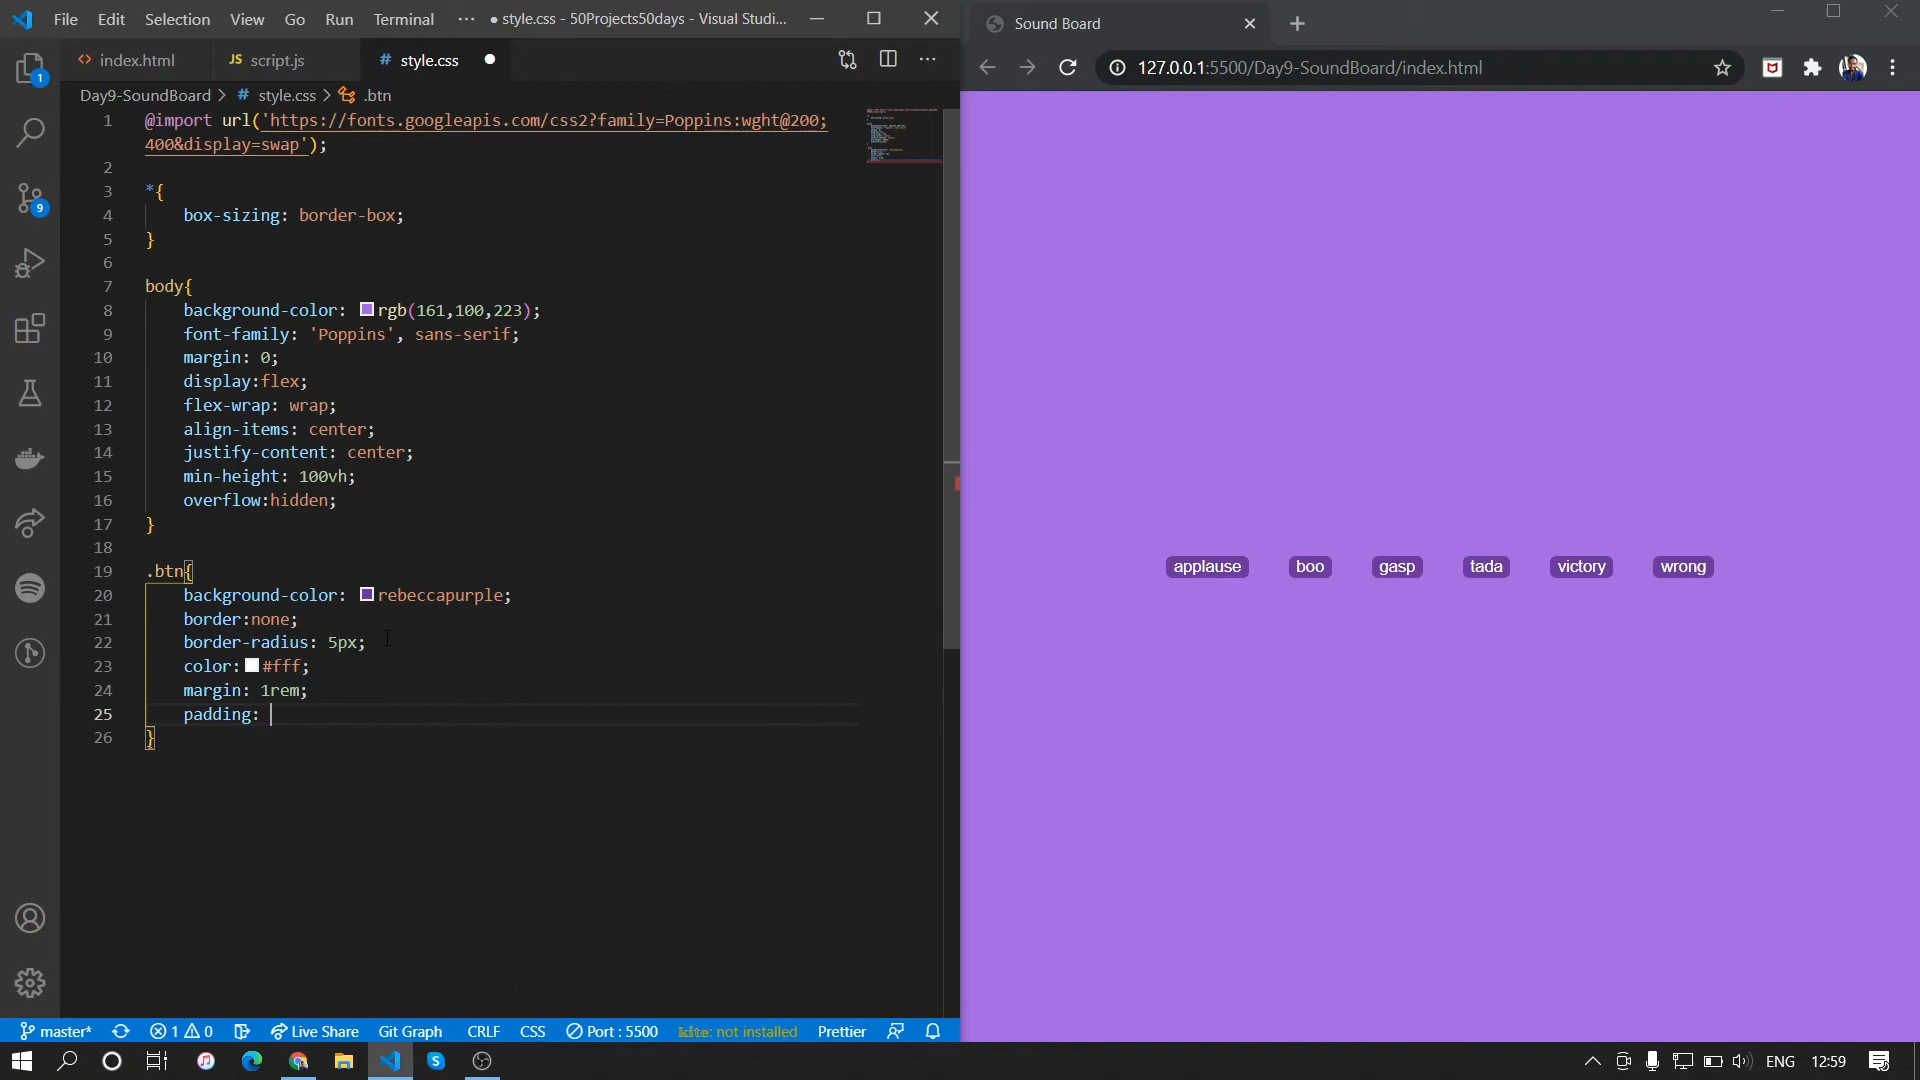 File Edit Selection View Go Run Terminal ··· ● style.css - 50Projects50days - Visual Studi...
index.html
JS script.js
# style.css
Day9-SoundBoard > # style.css > .btn
1 @import url('https://fonts.googleapis.com/css2?family=Poppins:wght@200;
400&display=swap');
2
3 *{
4 box-sizing: border-box;
5 }
6
7 body{
8 background-color: rgb(161,100,223);
9 font-family: 'Poppins', sans-serif;
10 margin: 0;
11 display:flex;
12 flex-wrap: wrap;
13 align-items: center;
14 justify-content: center;
15 min-height: 100vh;
16 overflow:hidden;
17 }
18
19 .btn{
20 background-color: rebeccapurple;
21 border:none;
22 border-radius: 5px;
23 color: #fff;
24 margin: 1rem;
25 padding:
26 }
1
9
master* 1 0 Live Share Git Graph CRLF CSS Port : 5500 kite: not installed Prettier
Sound Board
127.0.0.1:5500/Day9-SoundBoard/index.html
applause boo gasp tada victory wrong
ENG 12:59